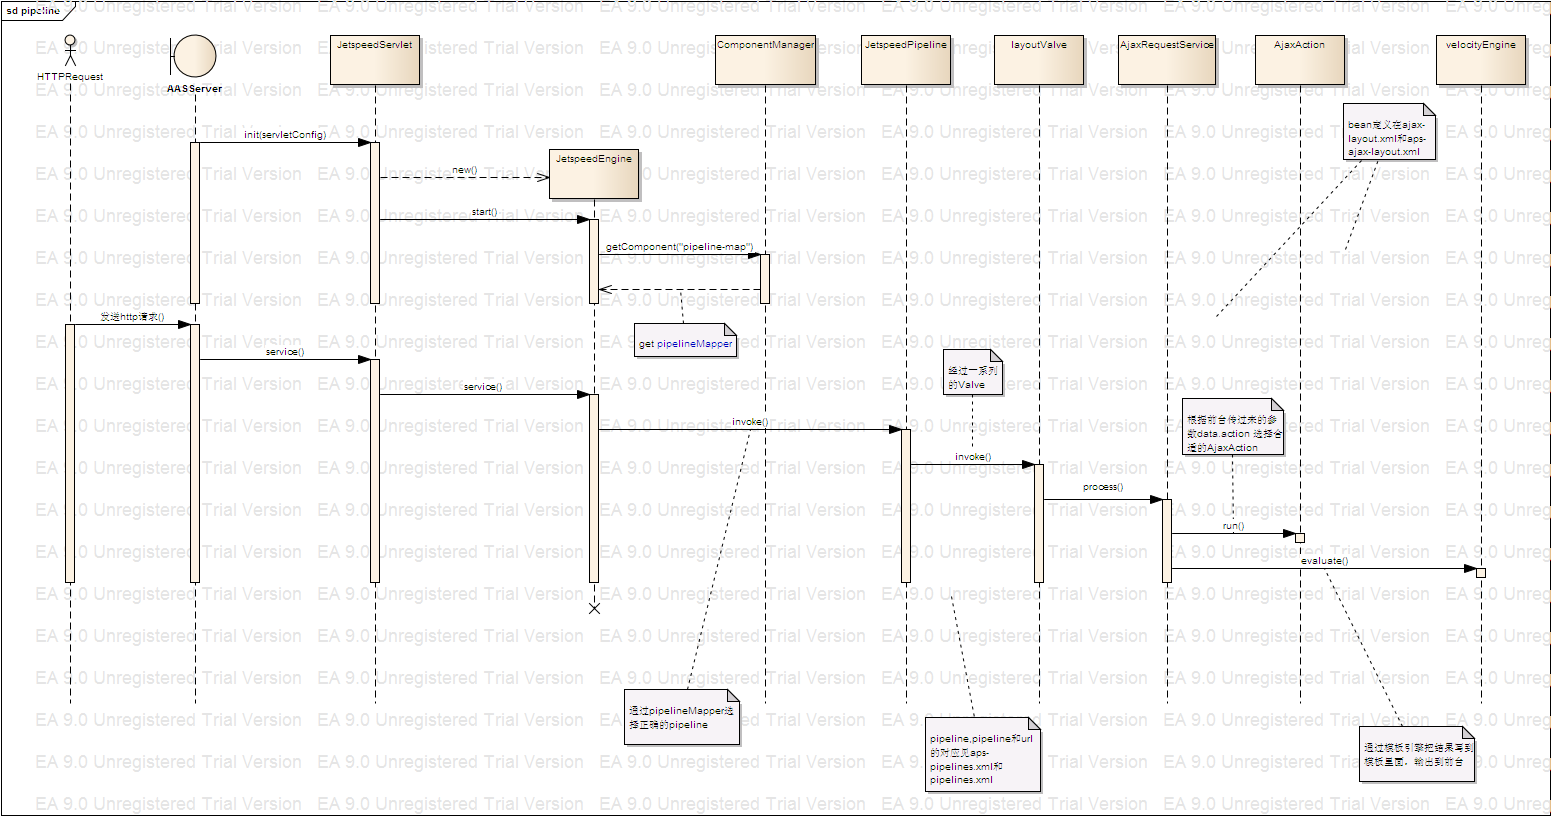 sd pipeline
HTTPRequest
AASServer
JetspeedServlet
ComponentManager
JetspeedPipeline
layoutValve
AjaxRequestService
AjaxAction
velocityEngine
bean定义在ajax-
layout.xml和aps-
ajax-layout.xml
init(servletConfig)
JetspeedEngine
new()
start()
getComponent("pipeline-map")
get pipelineMapper
发送http请求()
service()
service()
经过一系列
的Valve
根据前台传过来的参
数data.action 选择合
适的AjaxAction
invoke()
invoke()
process()
run()
evaluate()
通过pipelineMapper选
择正确的pipeline
pipeline,pipeline和url
的对应见aps-
pipelines.xml和
pipelines.xml
通过模板引擎把结果写到
模板里面，输出到前台
EA 9.0 Unregistered Trial Version